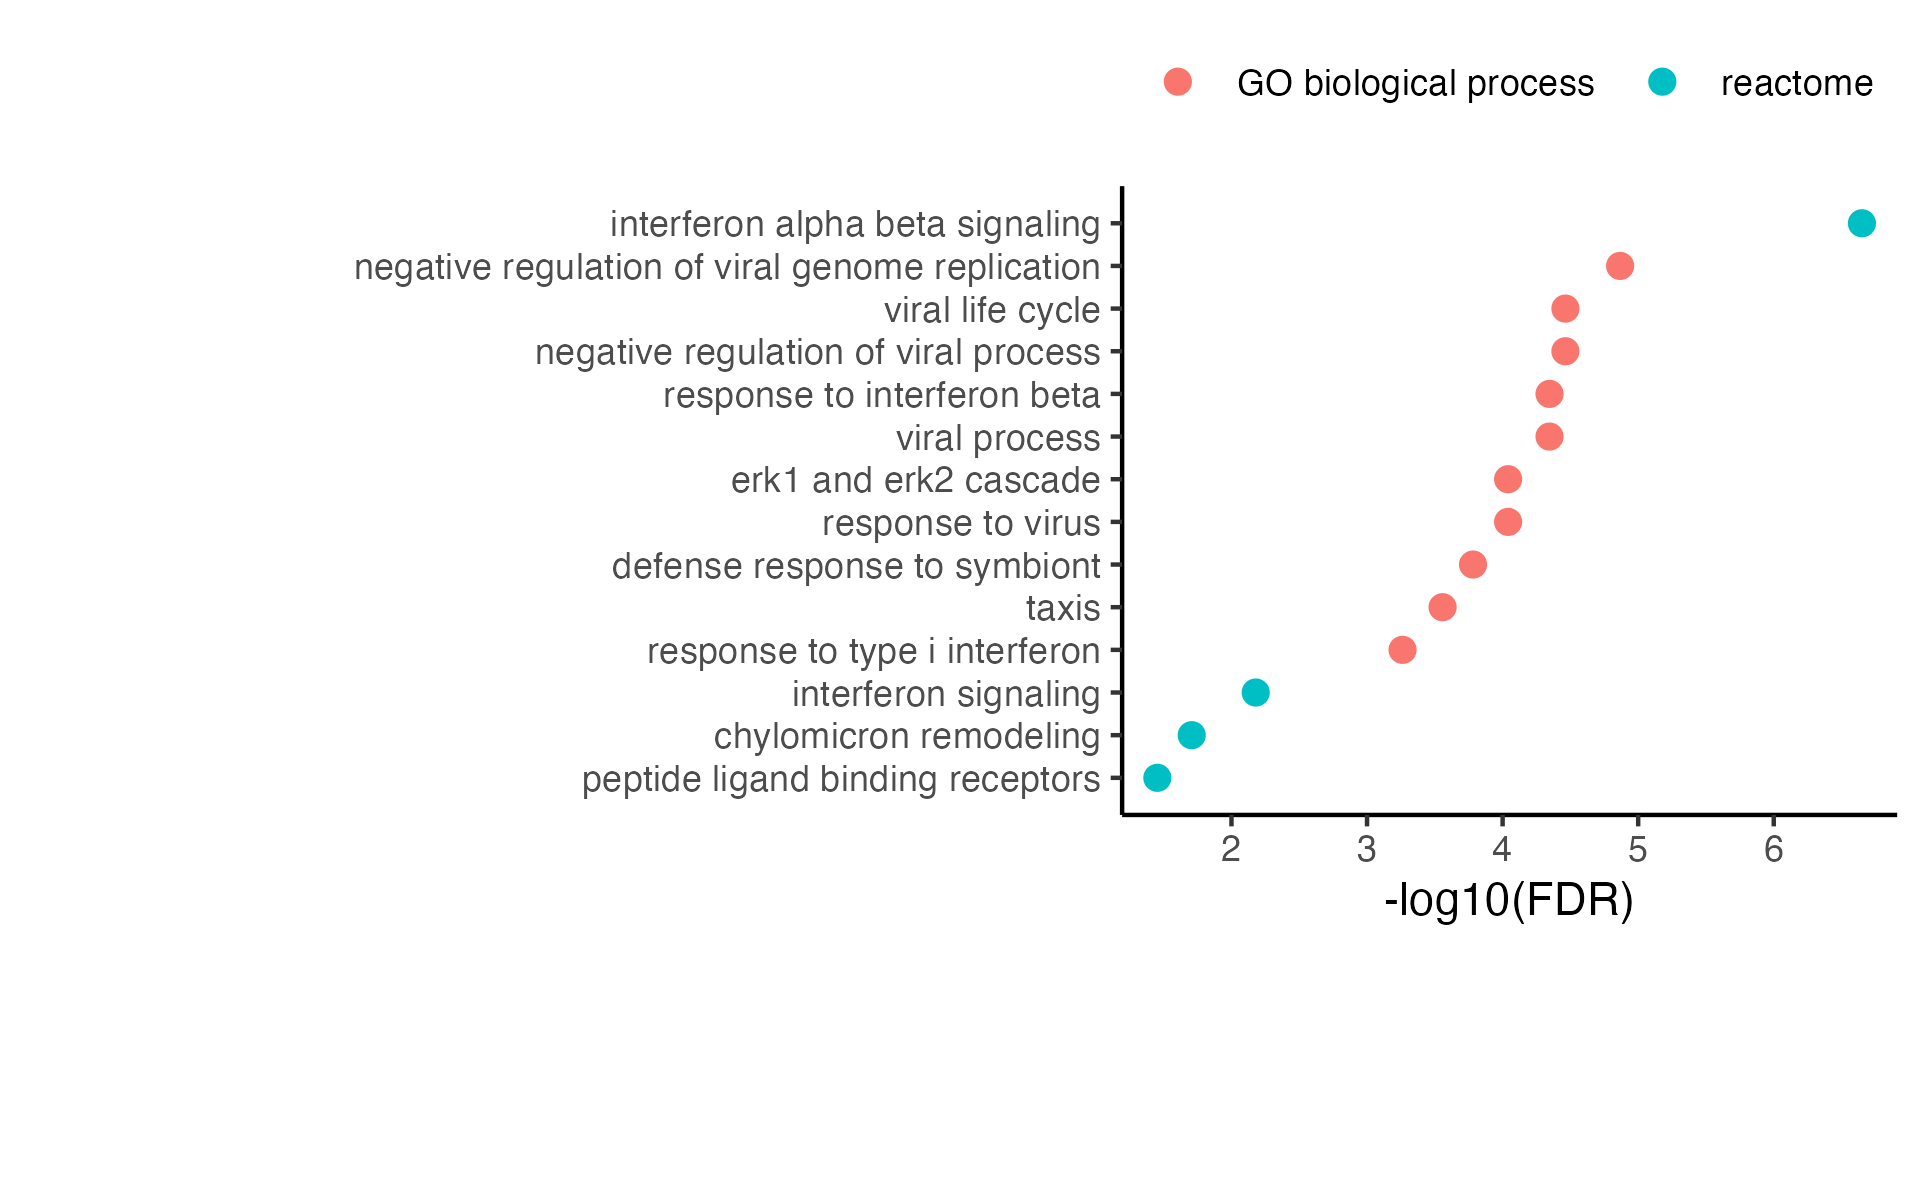 GO biological process reactome
interferon alpha beta signaling
negative regulation of viral genome replication
viral life cycle
negative regulation of viral process
response to interferon beta
viral process
erk1 and erk2 cascade
response to virus
defense response to symbiont
taxis
response to type i interferon
interferon signaling
chylomicron remodeling
peptide ligand binding receptors
2 3 4 5 6
-log10(FDR)